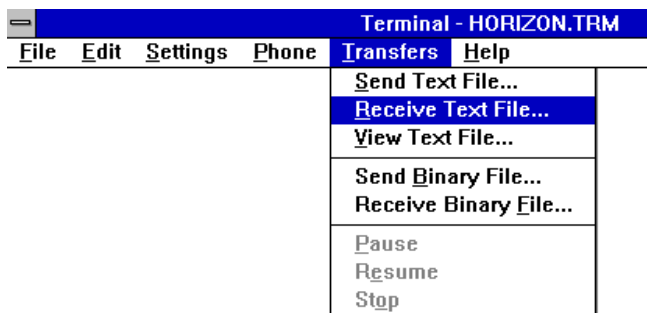 Terminal - HORIZON.TRM
File Edit Settings Phone Transfers Help
Send Text File...
Receive Text File...
View Text File...
Send Binary File...
Receive Binary File...
Pause
Resume
Stop